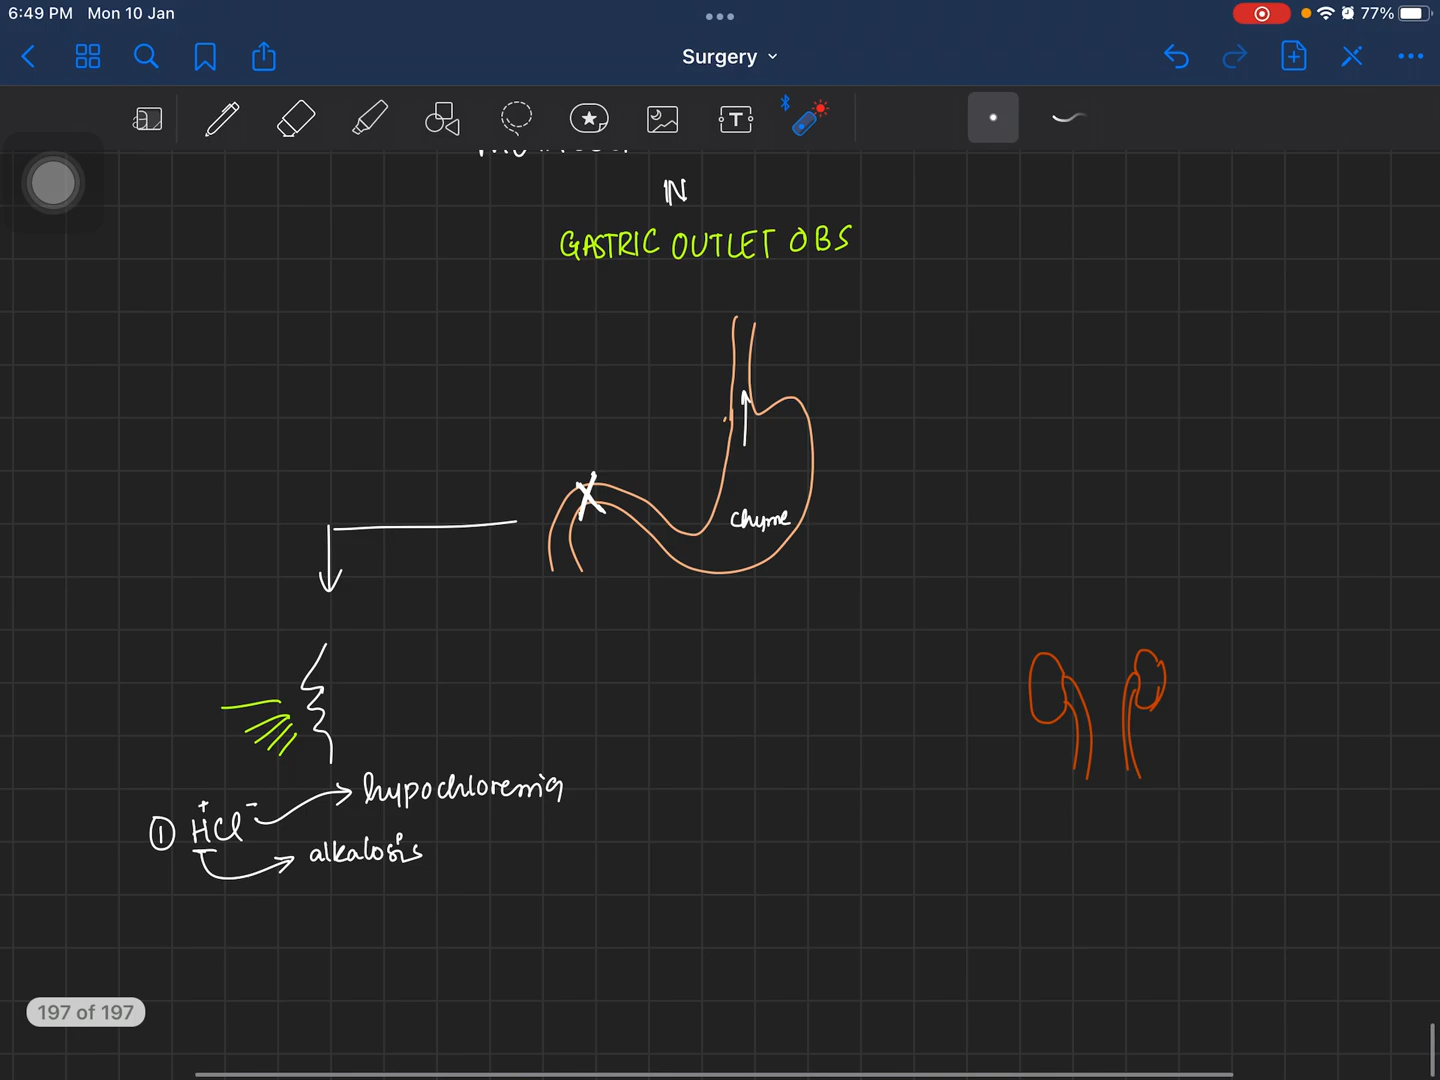 6:49 PM Mon 10 Jan
77%
Surgery
IN
GASTRIC OUTLET OBS
chyme
① H⁺Cl⁻
hypochloremia
alkalosis
197 of 197